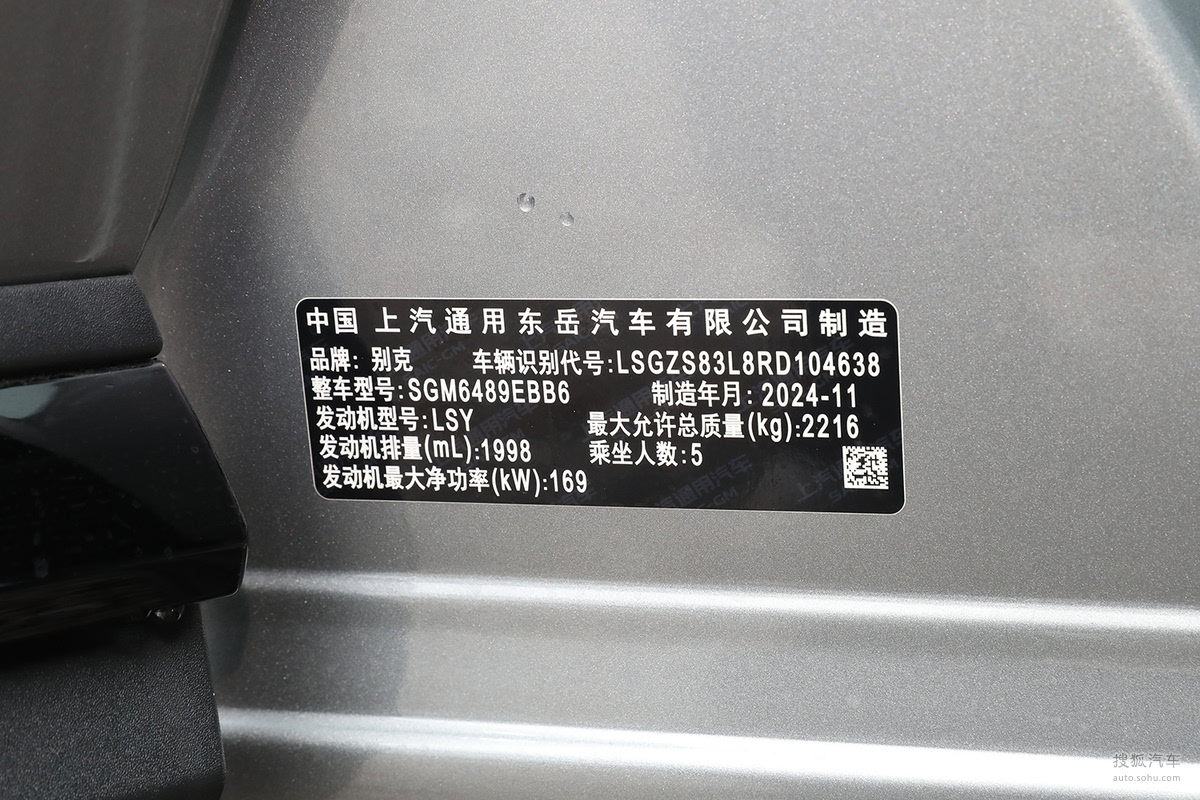 中国 上汽通用东岳汽车有限公司制造
品牌: 别克 车辆识别代号:LSGZS83L8RD104638
整车型号:SGM6489EBB6 制造年月: 2024-11
发动机型号:LSY 最大允许总质量(kg):2216
发动机排量(mL):1998 乘坐人数:5
发动机最大净功率(kW):169
搜狐汽车
auto.sohu.com